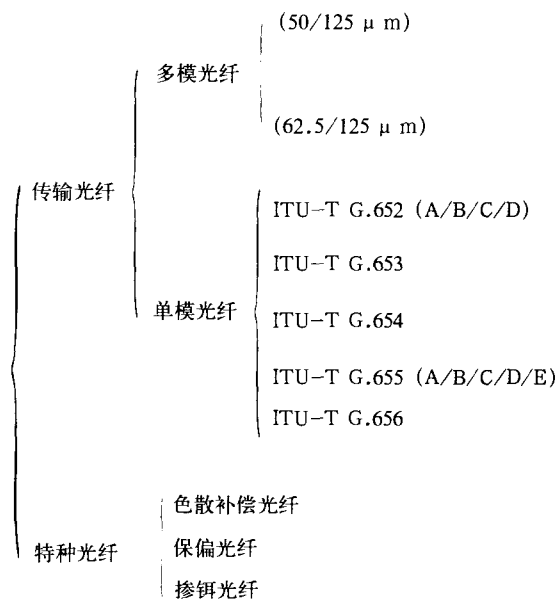 (50/125 μm)
多模光纤
(62.5/125 μm)
传输光纤
ITU-T G.652 (A/B/C/D)
ITU-T G.653
单模光纤
ITU-T G.654
ITU-T G.655 (A/B/C/D/E)
ITU-T G.656
色散补偿光纤
特种光纤
保偏光纤
掺铒光纤